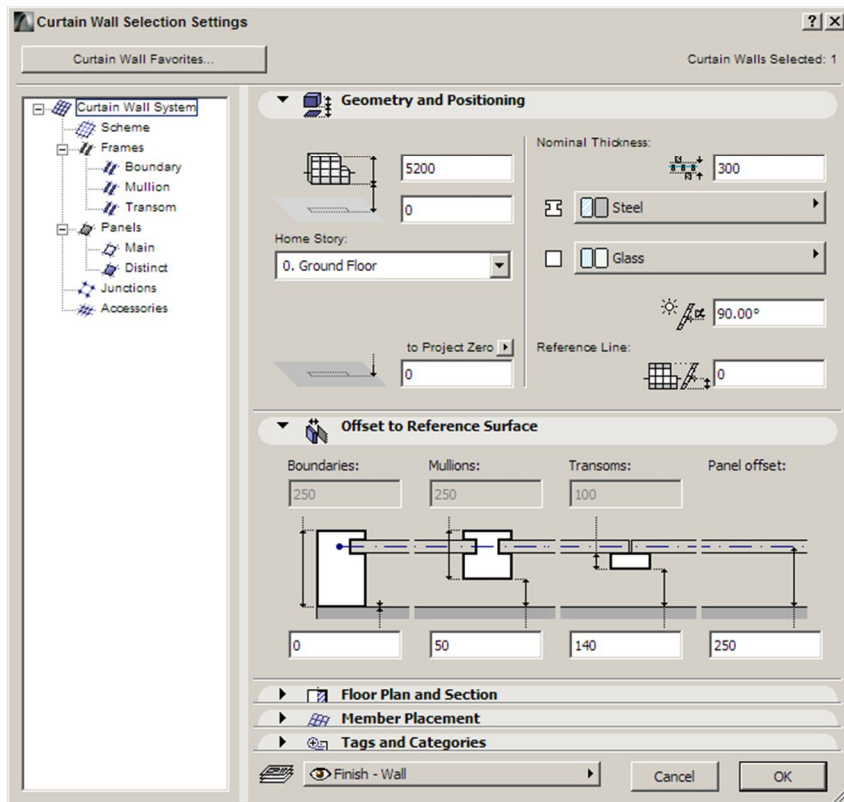 Curtain Wall Selection Settings
Curtain Wall Favorites...
Curtain Walls Selected: 1
Curtain Wall System
Scheme
Frames
Boundary
Mullion
Transom
Panels
Main
Distinct
Junctions
Accessories
Geometry and Positioning
5200
0
Home Story:
0. Ground Floor
to Project Zero
0
Nominal Thickness:
300
Steel
Glass
α
90.00°
Reference Line:
0
Offset to Reference Surface
Boundaries: Mullions: Transoms: Panel offset:
250 250 100
0 50 140 250
Floor Plan and Section
Member Placement
Tags and Categories
Finish - Wall
Cancel
OK